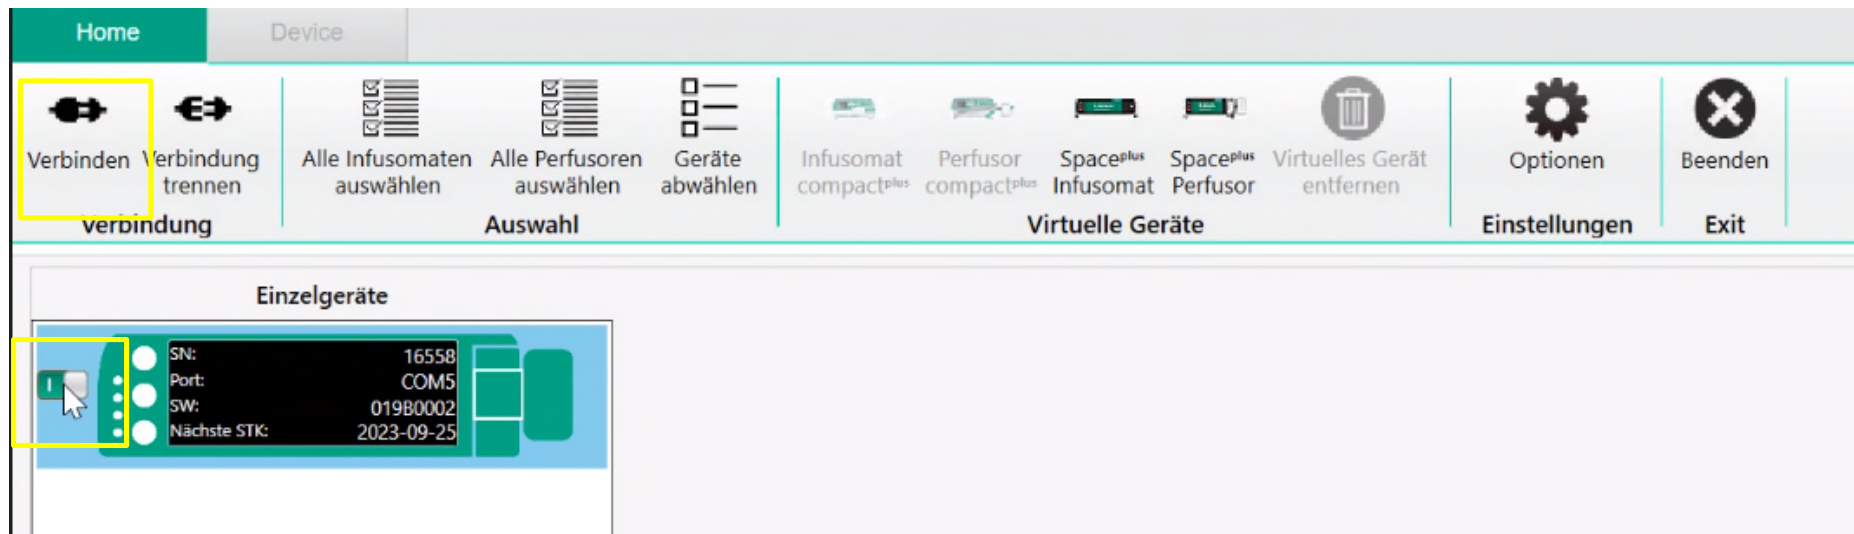 Home Device
Verbinden Verbindung trennen
Alle Infusomaten auswählen Alle Perfusoren auswählen Geräte abwählen
Infusomat compactplus Perfusor compactplus Spaceplus Infusomat Spaceplus Perfusor Virtuelles Gerät entfernen
Optionen
Beenden
Verbindung Auswahl Virtuelle Geräte Einstellungen Exit
Einzelgeräte
I
SN: 16558
Port: COM5
SW: 019B0002
Nächste STK: 2023-09-25